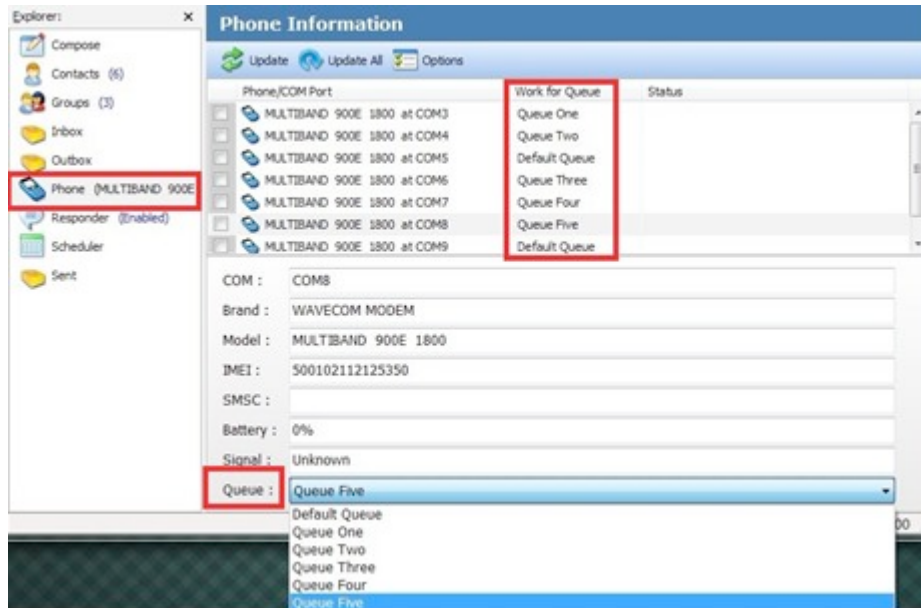 Explorer: x
Compose
Contacts (6)
Groups (3)
Inbox
Outbox
Phone (MULTIBAND 900E
Responder (Enabled)
Scheduler
Sent
Phone Information
Update Update All Options
Phone/COM Port Work for Queue Status
MULTIBAND 900E 1800 at COM3 Queue One
MULTIBAND 900E 1800 at COM4 Queue Two
MULTIBAND 900E 1800 at COM5 Default Queue
MULTIBAND 900E 1800 at COM6 Queue Three
MULTIBAND 900E 1800 at COM7 Queue Four
MULTIBAND 900E 1800 at COM8 Queue Five
MULTIBAND 900E 1800 at COM9 Default Queue
COM : COM8
Brand : WAVECOM MODEM
Model : MULTIBAND 900E 1800
IMEI : 500102112125350
SMSC :
Battery : 0%
Signal : Unknown
Queue : Queue Five
Default Queue
Queue One
Queue Two
Queue Three
Queue Four
Queue Five